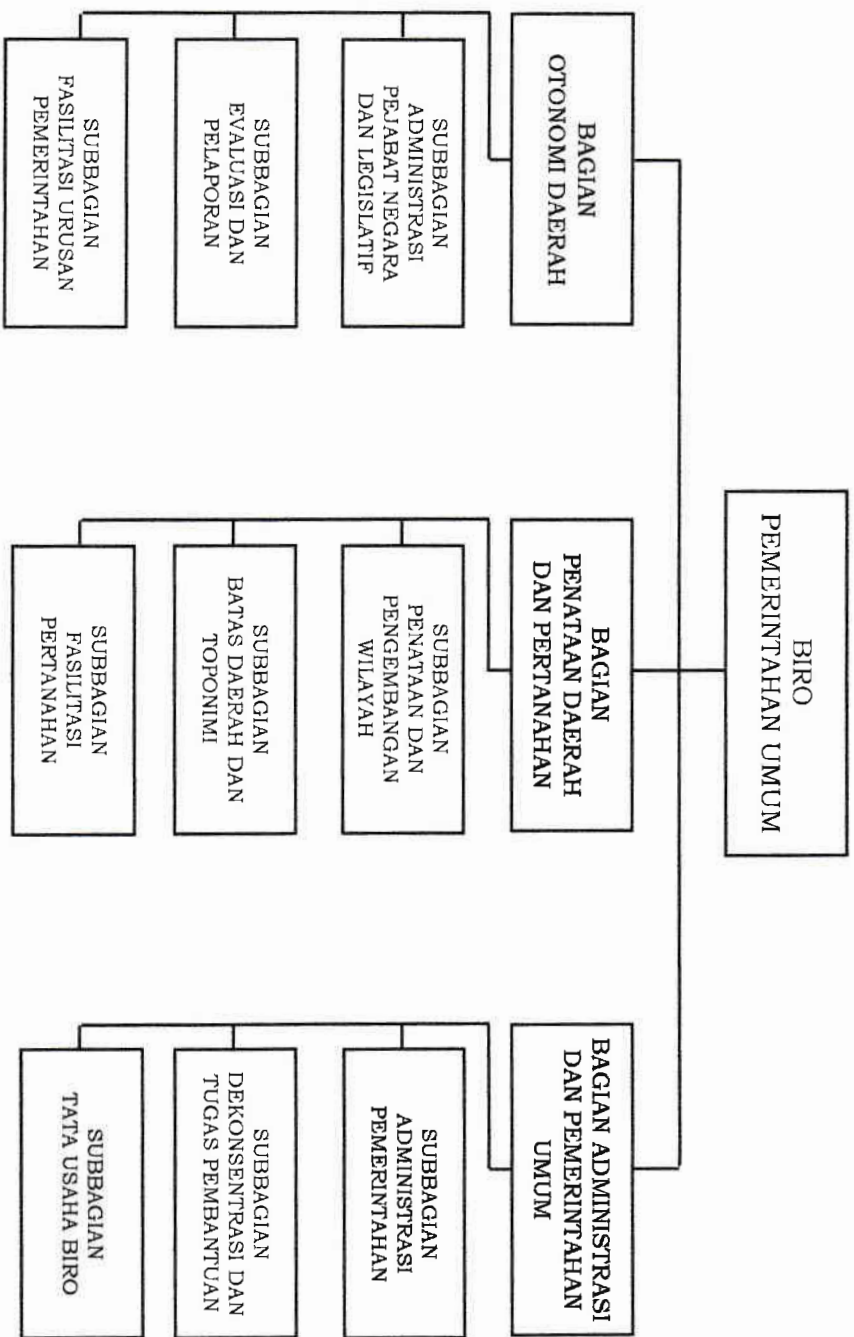 BIRO
PEMERINTAHAN UMUM
BAGIAN
OTONOMI DAERAH
SUBBAGIAN
ADMINISTRASI
PEJABAT NEGARA
DAN LEGISLATIF
SUBBAGIAN
EVALUASI DAN
PELAPORAN
SUBBAGIAN
FASILITASI URUSAN
PEMERINTAHAN
BAGIAN
PENATAAN DAERAH
DAN PERTANAHAN
SUBBAGIAN
PENATAAN DAN
PENGEMBANGAN
WILAYAH
SUBBAGIAN
BATAS DAERAH DAN
TOPONIMI
SUBBAGIAN
FASILITASI
PERTANAHAN
BAGIAN ADMINISTRASI
DAN PEMERINTAHAN
UMUM
SUBBAGIAN
ADMINISTRASI
PEMERINTAHAN
SUBBAGIAN
DEKONSENTRASI DAN
TUGAS PEMBANTUAN
SUBBAGIAN
TATA USAHA BIRO